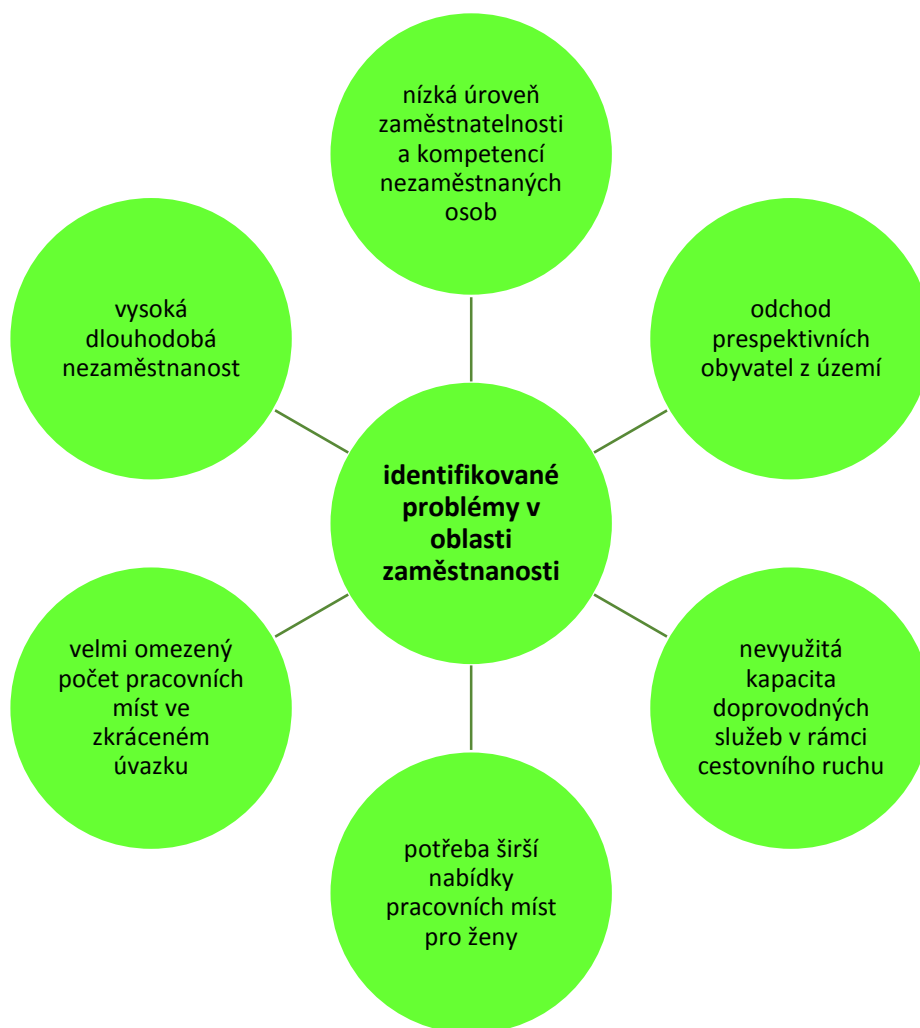 nízká úroveň
zaměstnatelnosti
a kompetencí
nezaměstnaných
osob
odchod
prespektivních
obyvatel z území
nevyužitá
kapacita
doprovodných
služeb v rámci
cestovního ruchu
potřeba širší
nabídky
pracovních míst
pro ženy
velmi omezený
počet pracovních
míst ve
zkráceném
úvazku
vysoká
dlouhodobá
nezaměstnanost
identifikované
problémy v
oblasti
zaměstnanosti